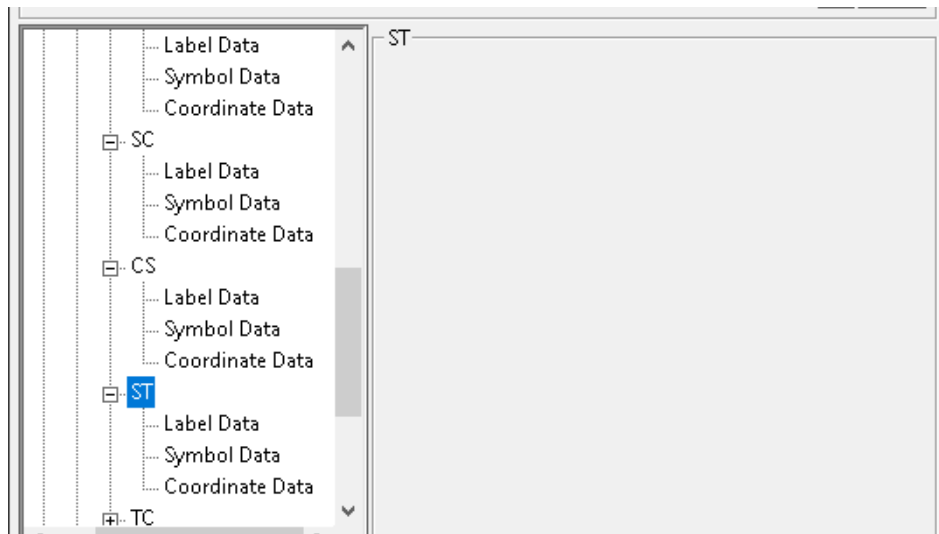 Label Data
Symbol Data
Coordinate Data
SC
Label Data
Symbol Data
Coordinate Data
CS
Label Data
Symbol Data
Coordinate Data
ST
Label Data
Symbol Data
Coordinate Data
TC
ST